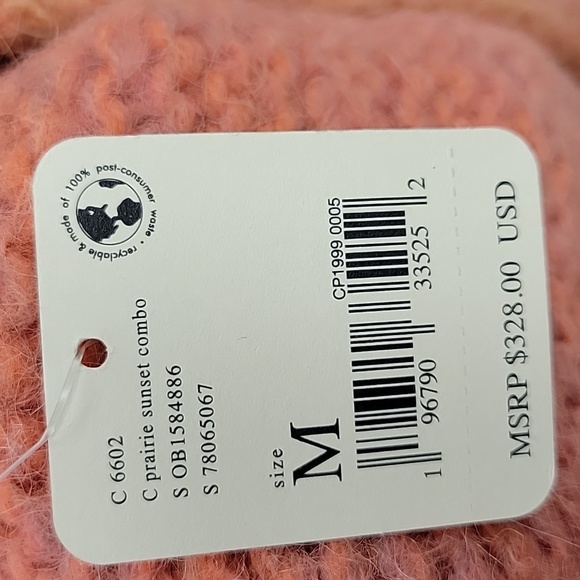 made of 100% post-consumer waste • recyclable &
C 6602
C prairie sunset combo
S OB1584886
S 78065067
size
M
CP1999 0005
1 96790 33525 2
MSRP $328.00 USD